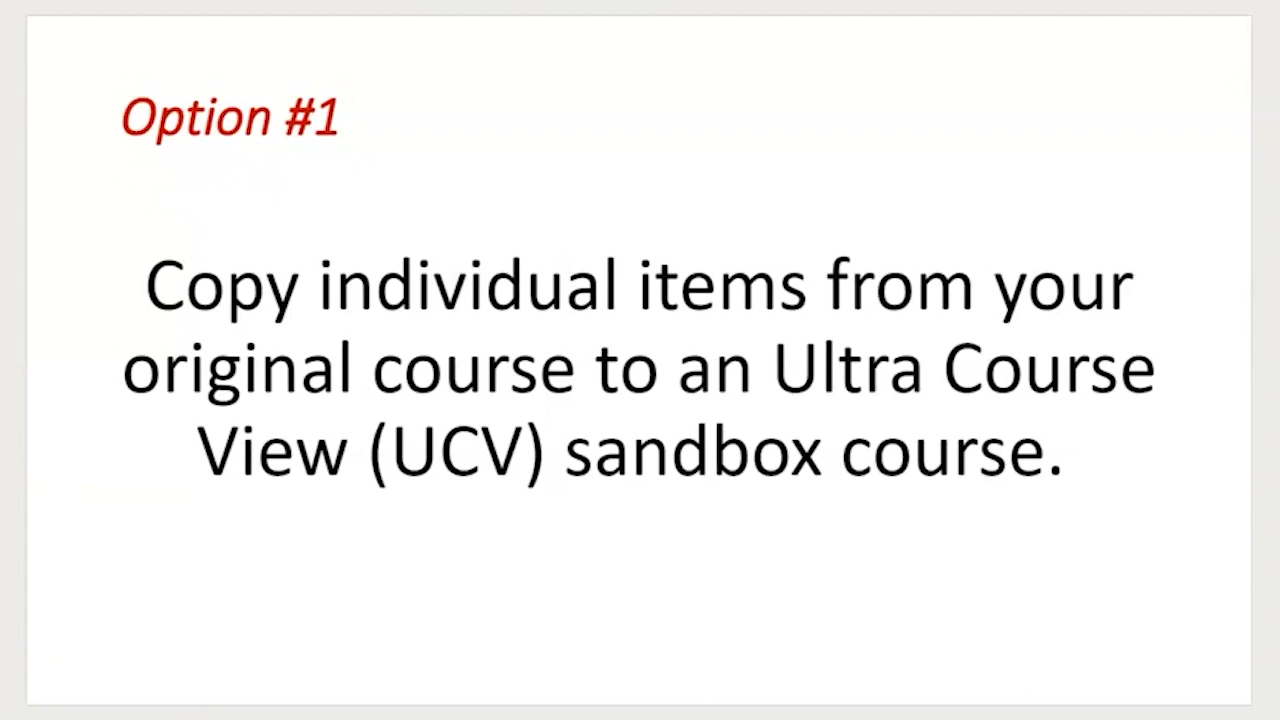 Option #1
Copy individual items from your
original course to an Ultra Course
View (UCV) sandbox course.